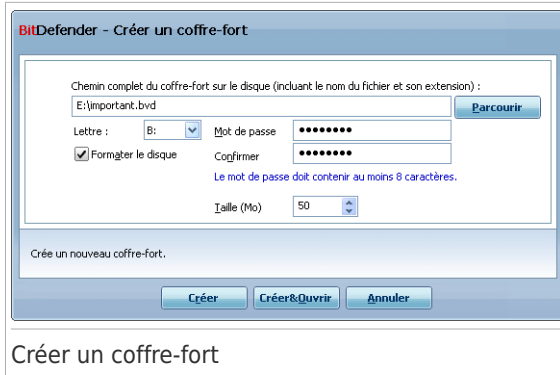 BitDefender - Créer un coffre-fort
Chemin complet du coffre-fort sur le disque (incluant le nom du fichier et son extension) :
E:\important.bvd
Parcourir
Lettre : B: Mot de passe ●●●●●●●●
Formater le disque Confirmer ●●●●●●●●
Le mot de passe doit contenir au moins 8 caractères.
Taille (Mo) 50
Crée un nouveau coffre-fort.
Créer Créer&Ouvrir Annuler
Créer un coffre-fort